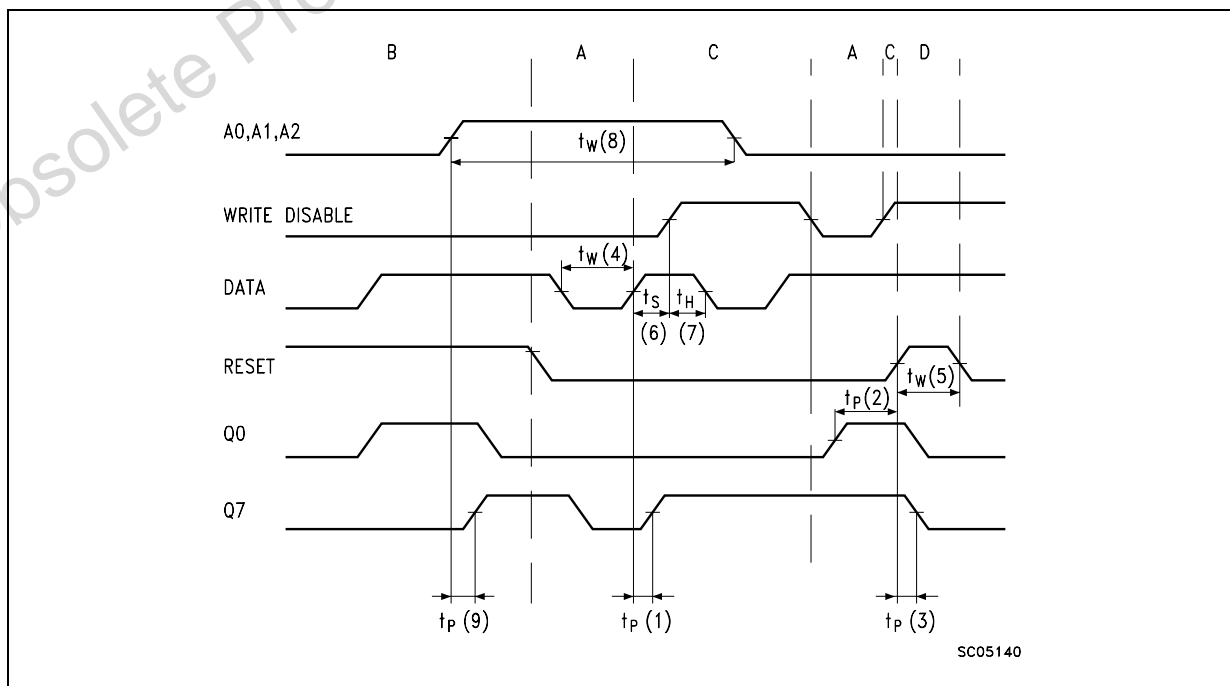 obsolete Pro
B A C A C D
A0,A1,A2
tW(8)
WRITE DISABLE
tW(4)
DATA
tS tH
(6) (7)
RESET
tW(5)
tP(2)
Q0
Q7
tP(9) tP(1) tP(3)
SC05140